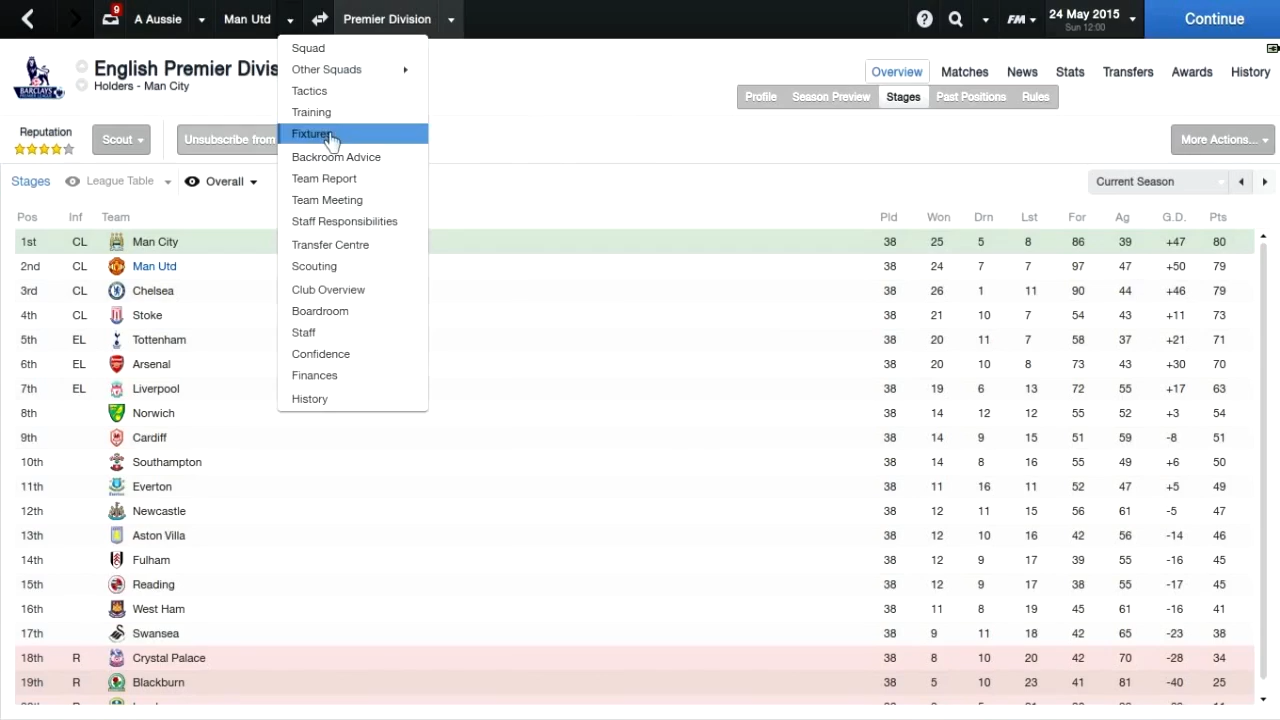 9 A Aussie Man Utd Premier Division FM 24 May 2015 Continue
Sun 12:00
English Premier Divis
Holders - Man City
BARCLAYS
Overview Matches News Stats Transfers Awards History
Profile Season Preview Stages Past Positions Rules
Reputation
Scout Unsubscribe from More Actions...
Squad
Other Squads
Tactics
Training
Fixtures
Backroom Advice
Team Report
Team Meeting
Staff Responsibilities
Transfer Centre
Scouting
Club Overview
Boardroom
Staff
Confidence
Finances
History
Stages League Table Overall Current Season
Pos Inf Team Pld Won Drn Lst For Ag G.D. Pts
1st CL Man City 38 25 5 8 86 39 +47 80
2nd CL Man Utd 38 24 7 7 97 47 +50 79
3rd CL Chelsea 38 26 1 11 90 44 +46 79
4th CL Stoke 38 21 10 7 54 43 +11 73
5th EL Tottenham 38 20 11 7 58 37 +21 71
6th EL Arsenal 38 20 10 8 73 43 +30 70
7th EL Liverpool 38 19 6 13 72 55 +17 63
8th Norwich 38 14 12 12 55 52 +3 54
9th Cardiff 38 14 9 15 51 59 -8 51
10th Southampton 38 14 8 16 55 49 +6 50
11th Everton 38 11 16 11 52 47 +5 49
12th Newcastle 38 12 11 15 56 61 -5 47
13th Aston Villa 38 12 10 16 42 56 -14 46
14th Fulham 38 12 9 17 39 55 -16 45
15th Reading 38 12 9 17 38 55 -17 45
16th West Ham 38 11 8 19 45 61 -16 41
17th Swansea 38 9 11 18 42 65 -23 38
18th R Crystal Palace 38 8 10 20 42 70 -28 34
19th R Blackburn 38 5 10 23 41 81 -40 25